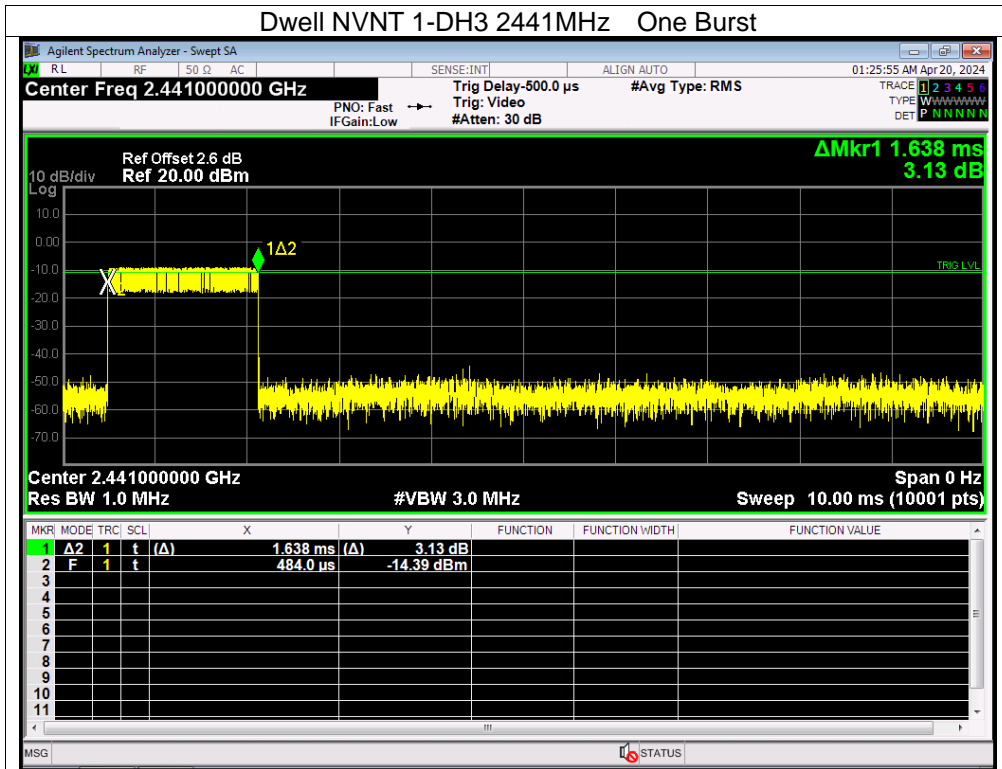 Dwell NVNT 1-DH3 2441MHz One Burst
Agilent Spectrum Analyzer - Swept SA
LXI RL RF 50 Ω AC SENSE:INT ALIGN AUTO 01:25:55 AM Apr 20, 2024
Center Freq 2.441000000 GHz
PNO: Fast
IFGain:Low
Trig Delay-500.0 µs
Trig: Video
#Atten: 30 dB
#Avg Type: RMS
TRACE 1 2 3 4 5 6
TYPE WWWWWW
DET P N N N N N
ΔMkr1 1.638 ms
3.13 dB
Ref Offset 2.6 dB
10 dB/div Ref 20.00 dBm
Log
10.0
0.00
1Δ2
-10.0
TRIG LVL
X2
-20.0
-30.0
-40.0
-50.0
-60.0
-70.0
Center 2.441000000 GHz Span 0 Hz
Res BW 1.0 MHz #VBW 3.0 MHz Sweep 10.00 ms (10001 pts)
MKR MODE TRC SCL X Y FUNCTION FUNCTION WIDTH FUNCTION VALUE
1 Δ2 1 t (Δ) 1.638 ms (Δ) 3.13 dB
2 F 1 t 484.0 µs -14.39 dBm
3
4
5
6
7
8
9
10
11
MSG STATUS